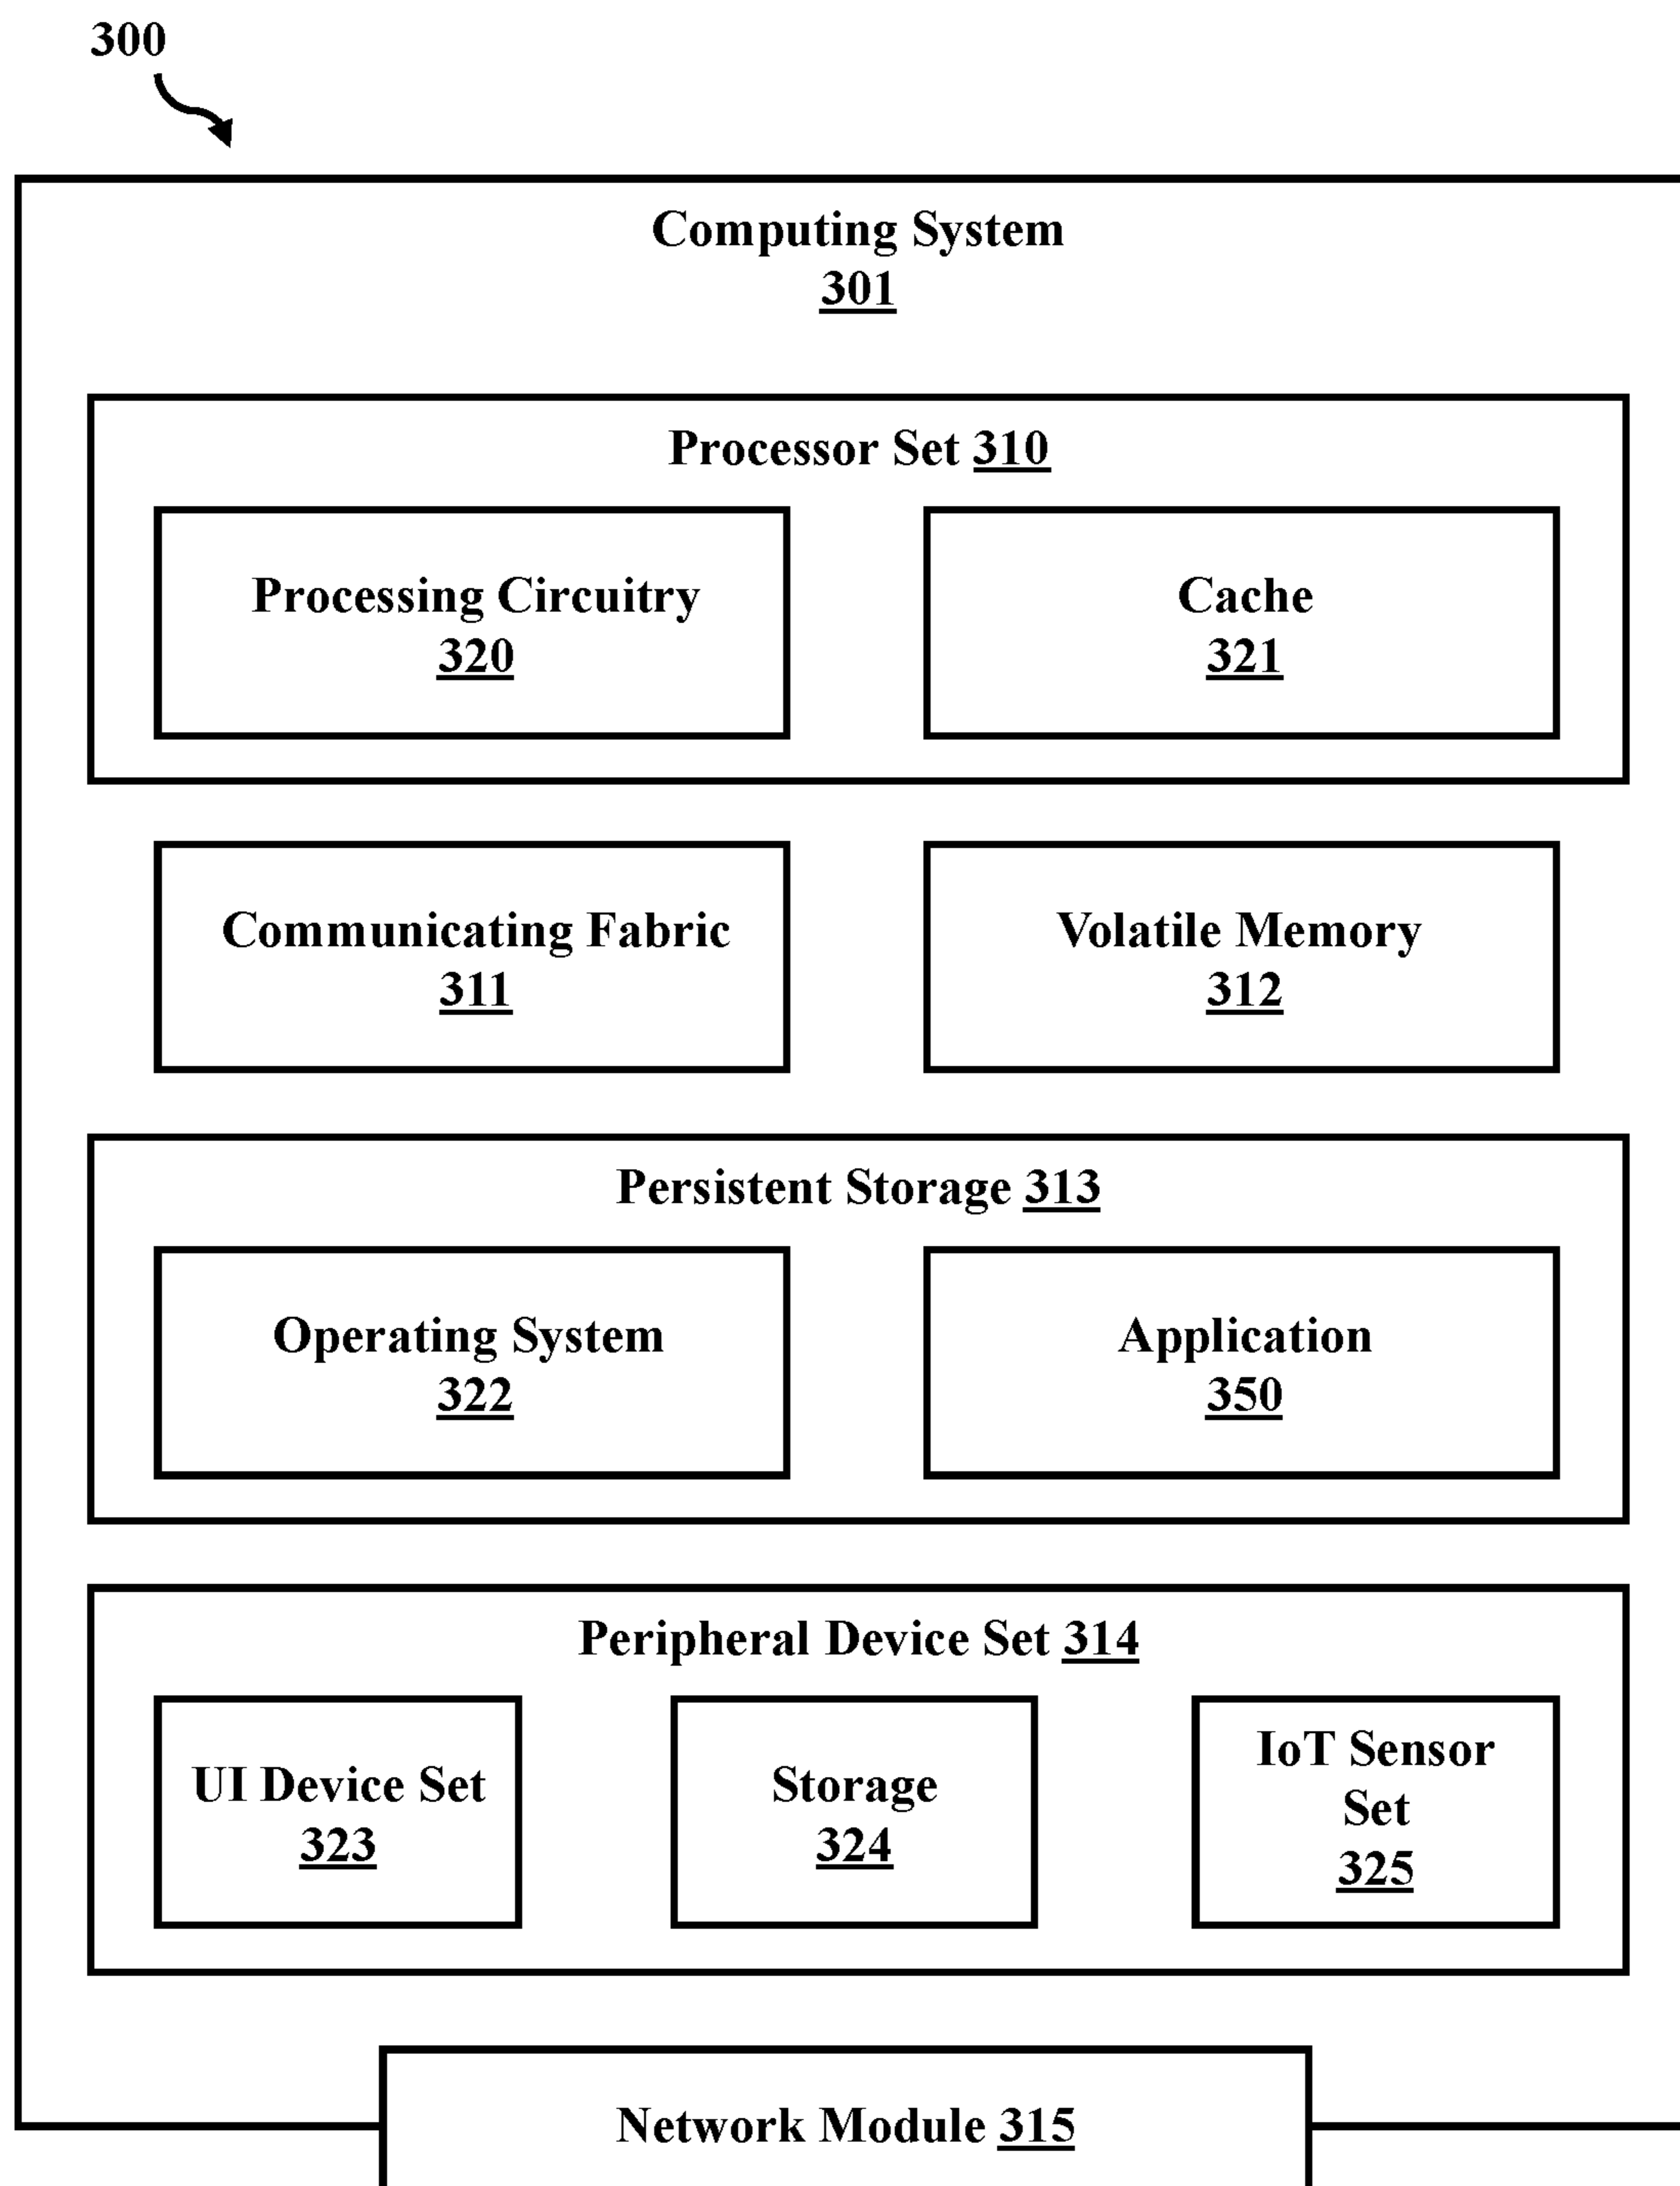 300
Computing System
301
Processor Set 310
Processing Circuitry
320
Cache
321
Communicating Fabric
311
Volatile Memory
312
Persistent Storage 313
Operating System
322
Application
350
Peripheral Device Set 314
UI Device Set
323
Storage
324
IoT Sensor
Set
325
Network Module 315